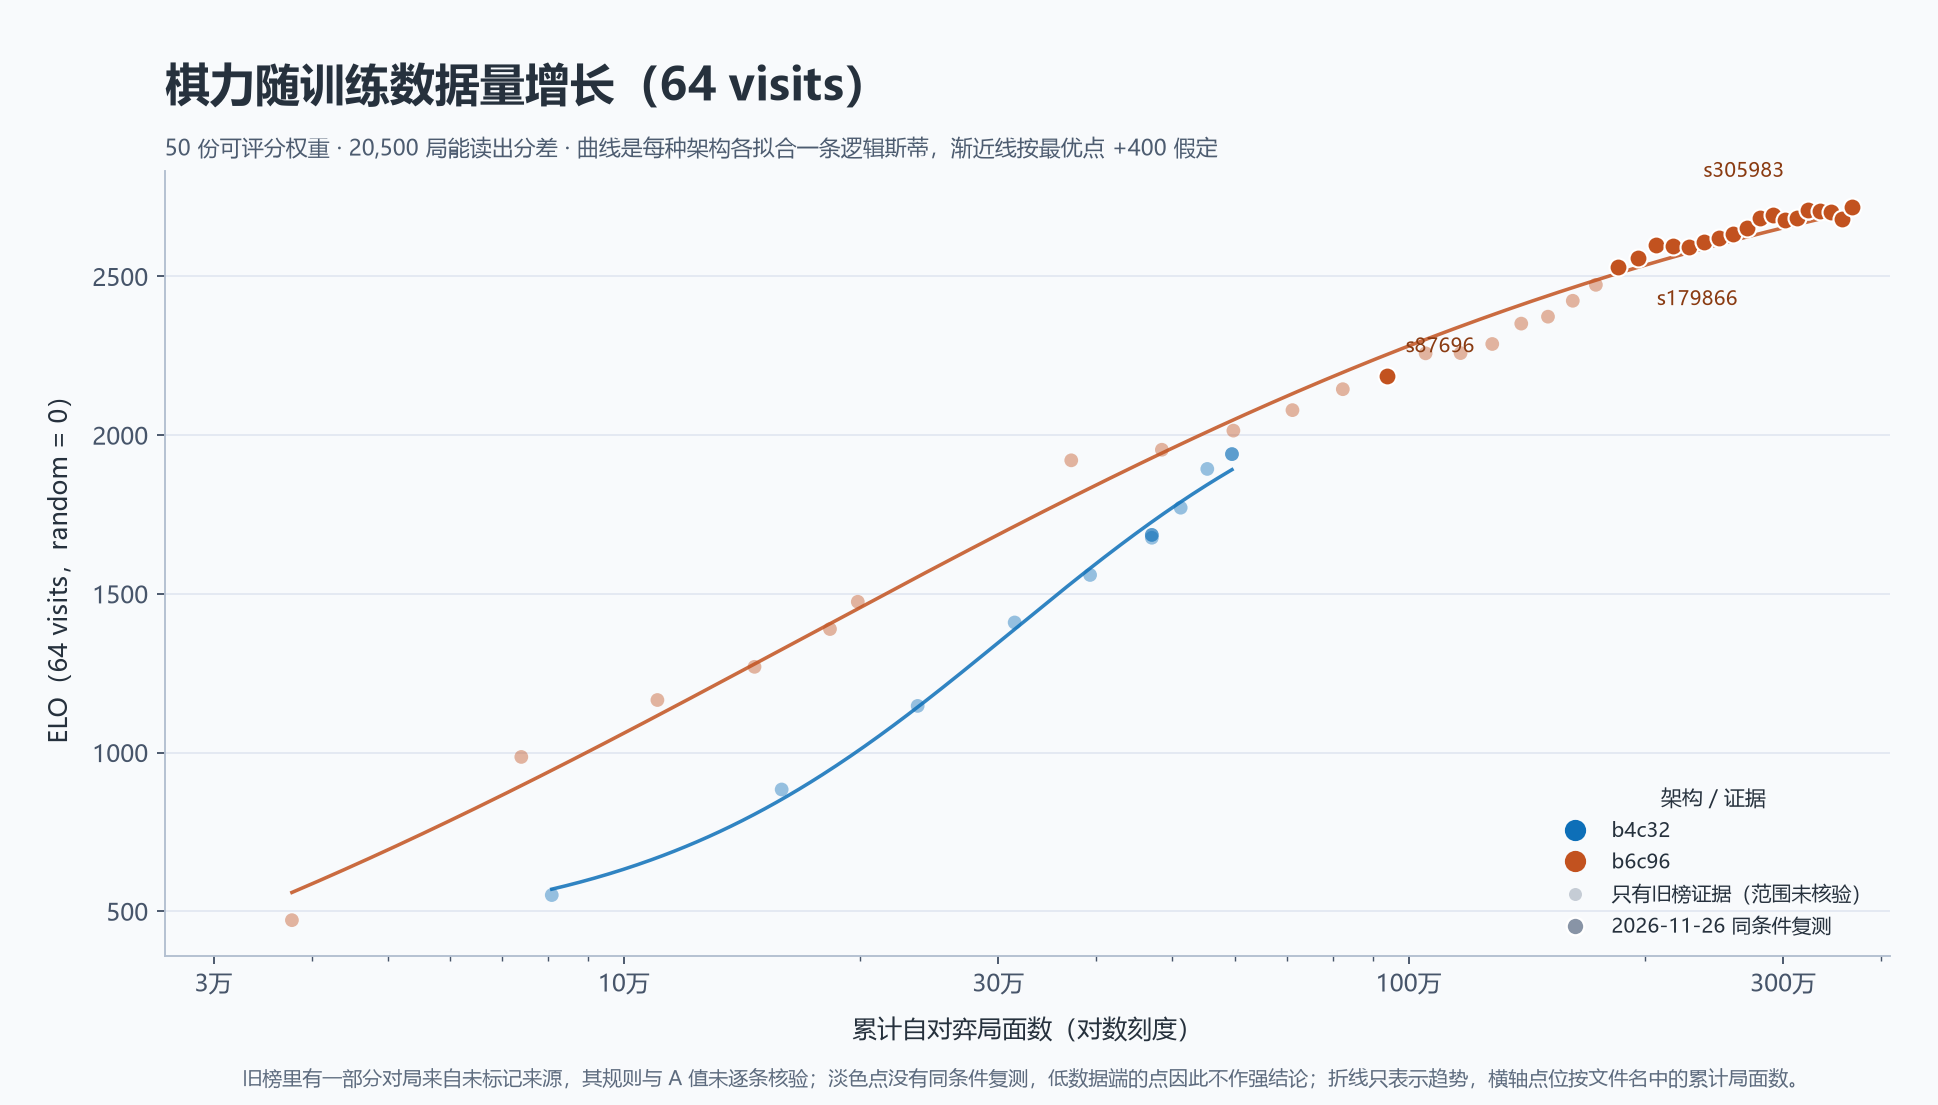 棋力随训练数据量增长（64 visits）
50 份可评分权重 · 20,500 局能读出分差 · 曲线是每种架构各拟合一条逻辑斯蒂，渐近线按最优点 +400 假定
s305983
s179866
s87696
2500
2000
1500
1000
500
ELO（64 visits，random = 0）
架构 / 证据
b4c32
b6c96
只有旧榜证据（范围未核验）
2026-11-26 同条件复测
3万
10万
30万
100万
300万
累计自对弈局面数（对数刻度）
旧榜里有一部分对局来自未标记来源，其规则与 A 值未逐条核验；淡色点没有同条件复测，低数据端的点因此不作强结论；折线只表示趋势，横轴点位按文件名中的累计局面数。